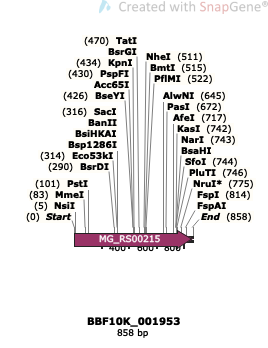 Created with SnapGene®
(470) TatI
BsrGI
(434) KpnI
(430) PspFI
Acc65I
(426) BseYI
(316) SacI
BanII
BsiHKAI
Bsp1286I
(314) Eco53kI
(290) BsrDI
(101) PstI
(83) MmeI
(5) NsiI
(0) Start
NheI (511)
BmtI (515)
PflMI (522)
AlwNI (645)
PasI (672)
AfeI (717)
KasI (742)
NarI (743)
BsaHI
SfoI (744)
PluTI (746)
NruI* (775)
FspI (814)
FspAI
End (858)
MG_RS00215
400 600 800
BBF10K_001953
858 bp